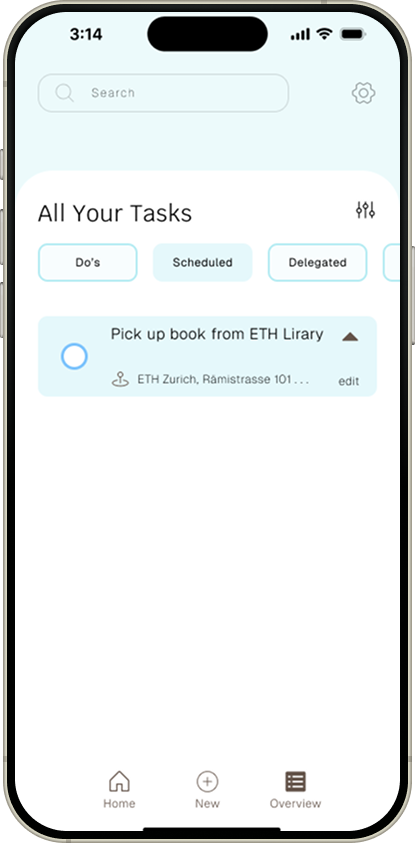 3:14
Search
All Your Tasks
Do's
Scheduled
Delegated
Pick up book from ETH Lirary
ETH Zurich, Rämistrasse 101 . . .
edit
Home
New
Overview